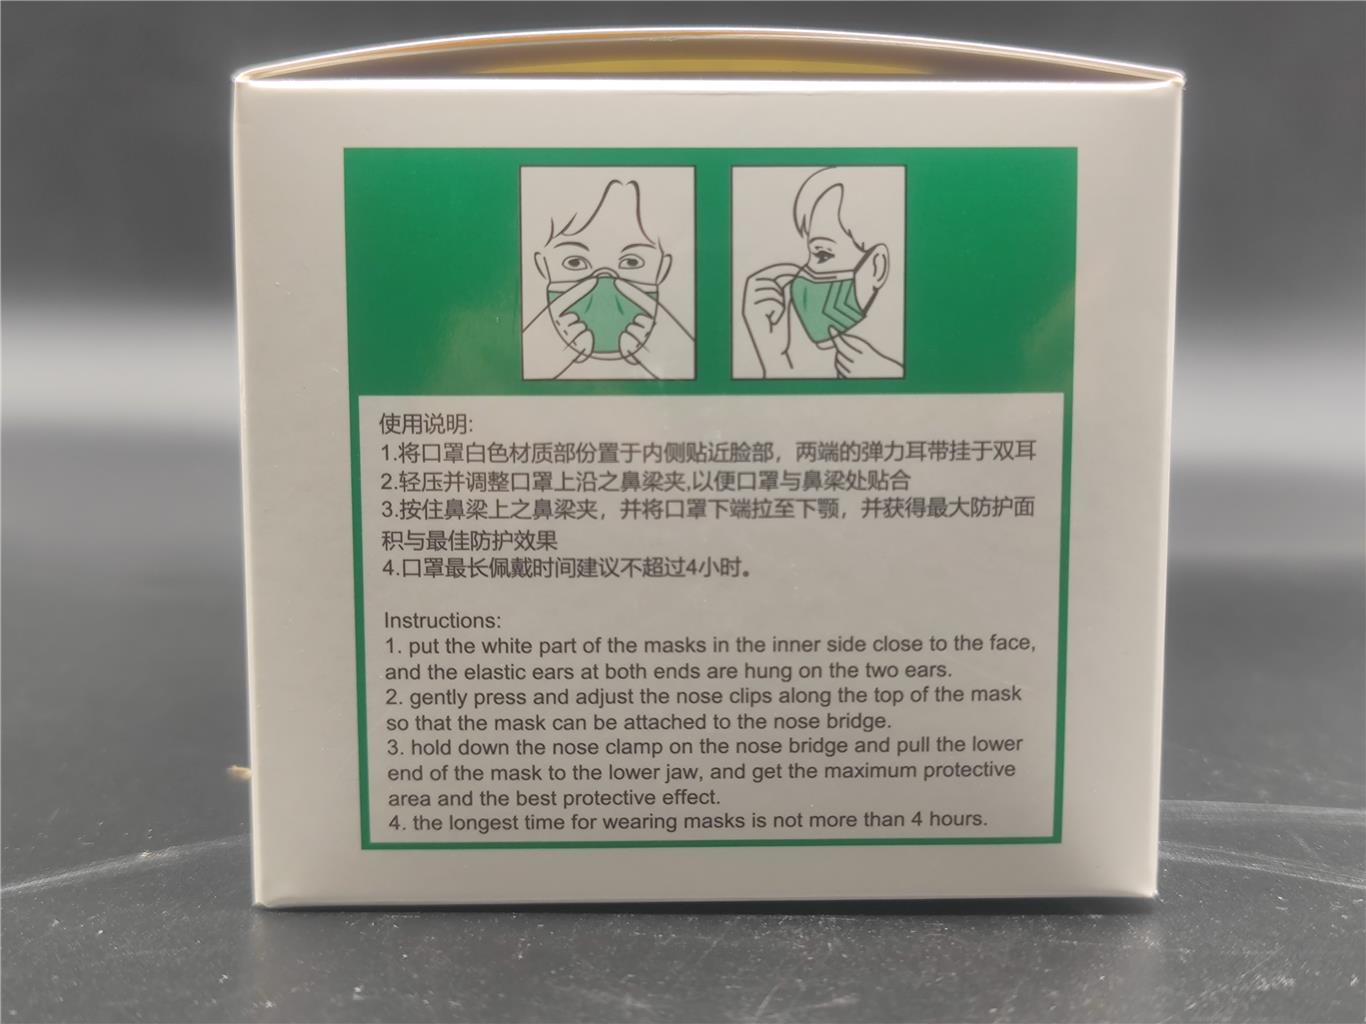 使用说明:
1.将口罩白色材质部份置于内侧贴近脸部，两端的弹力耳带挂于双耳
2.轻压并调整口罩上沿之鼻梁夹,以便口罩与鼻梁处贴合
3.按住鼻梁上之鼻梁夹，并将口罩下端拉至下颚，并获得最大防护面
积与最佳防护效果
4.口罩最长佩戴时间建议不超过4小时。
Instructions:
1. put the white part of the masks in the inner side close to the face,
and the elastic ears at both ends are hung on the two ears.
2. gently press and adjust the nose clips along the top of the mask
so that the mask can be attached to the nose bridge.
3. hold down the nose clamp on the nose bridge and pull the lower
end of the mask to the lower jaw, and get the maximum protective
area and the best protective effect.
4. the longest time for wearing masks is not more than 4 hours.